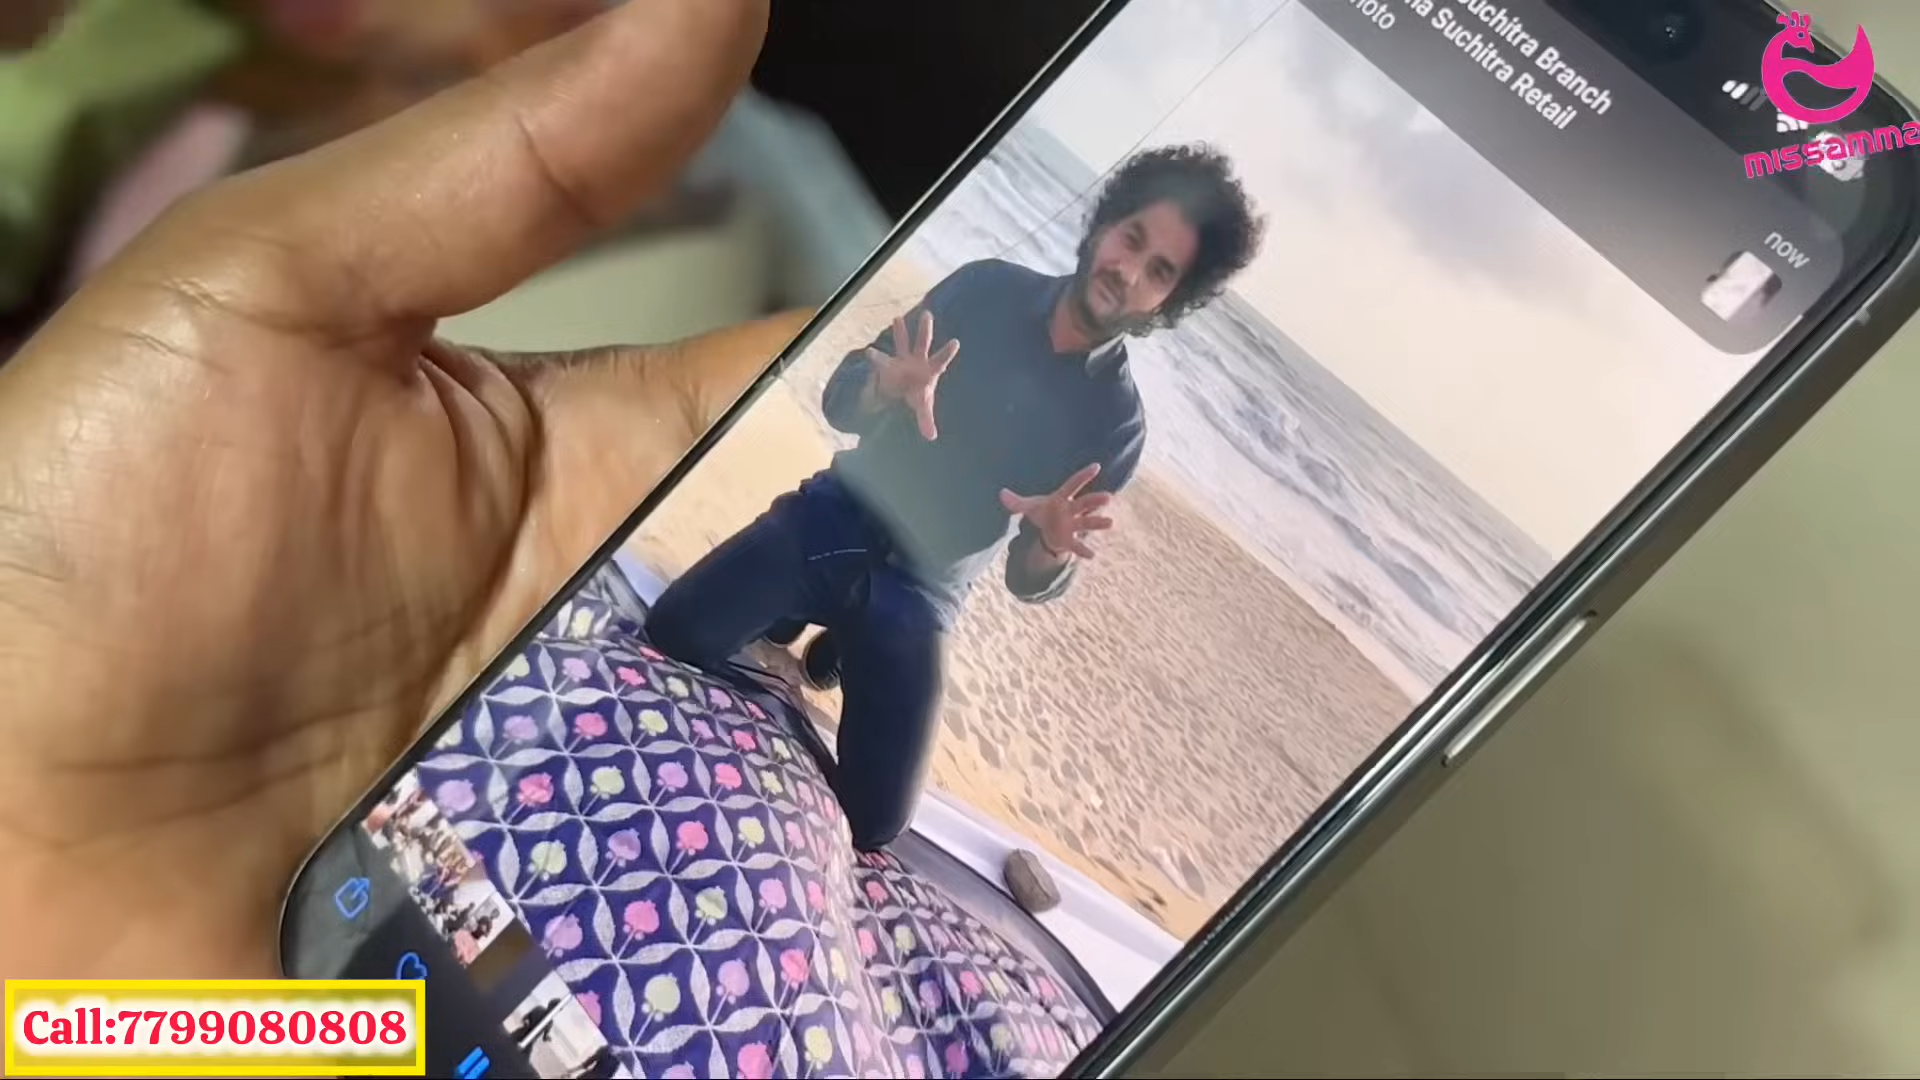 Suchitra Branch
Suchitra Retail
now
missamma
Call:7799080808